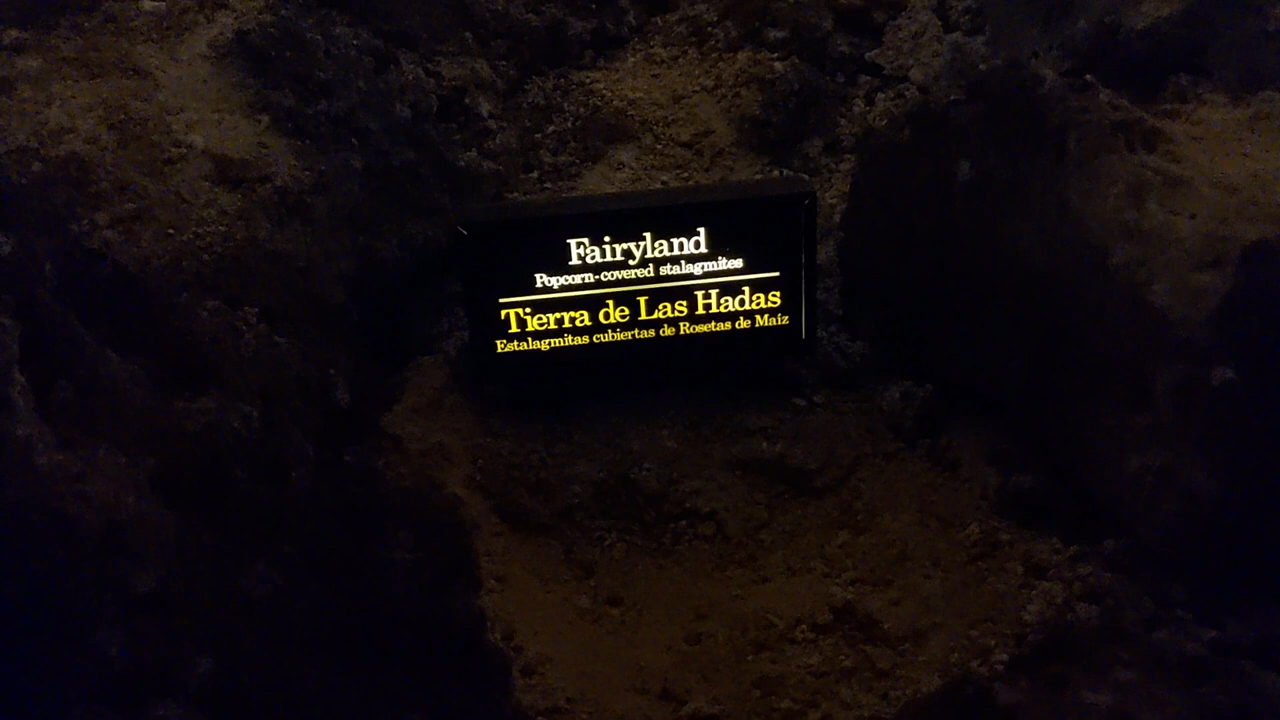 Fairyland
Popcorn-covered stalagmites
Tierra de Las Hadas
Estalagmitas cubiertas de Rosetas de Maíz